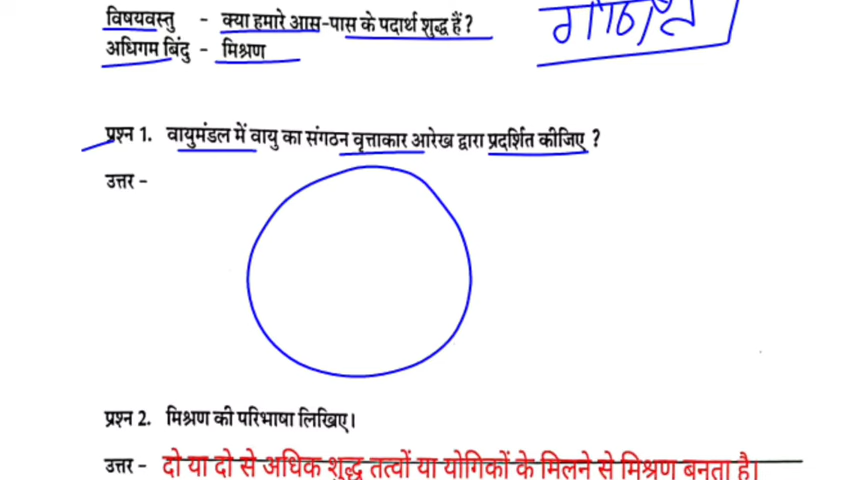 विषयवस्तु - क्या हमारे आस-पास के पदार्थ शुद्ध हैं?
अधिगम बिंदु - मिश्रण
प्रश्न 1. वायुमंडल में वायु का संगठन वृत्ताकार आरेख द्वारा प्रदर्शित कीजिए ?
उत्तर -
प्रश्न 2. मिश्रण की परिभाषा लिखिए।
उत्तर - दो या दो से अधिक शुद्ध तत्वों या योगिकों के मिलने से मिश्रण बनता है।